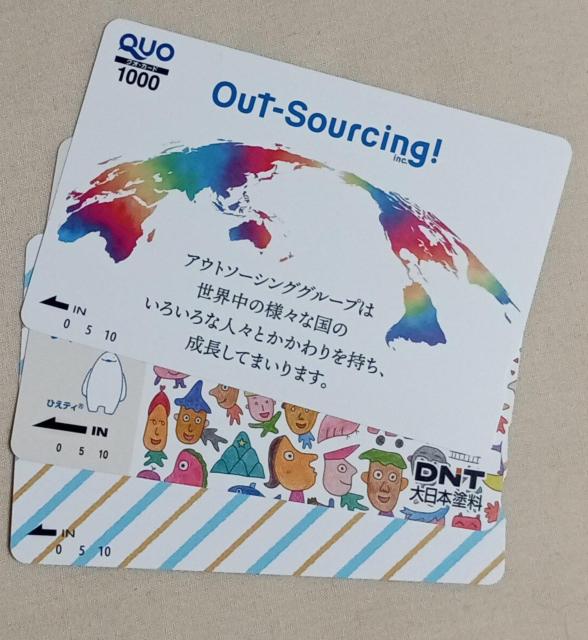 QUO
クオ・カード
1000
Out-Sourcing!
inc.
アウトソーシンググループは
世界中の様々な国の
いろいろな人々とかかわりを持ち、
成長してまいります。
IN
0 5 10
ひえティ®
IN
0 5 10
DNT
大日本塗料
IN
0 5 10